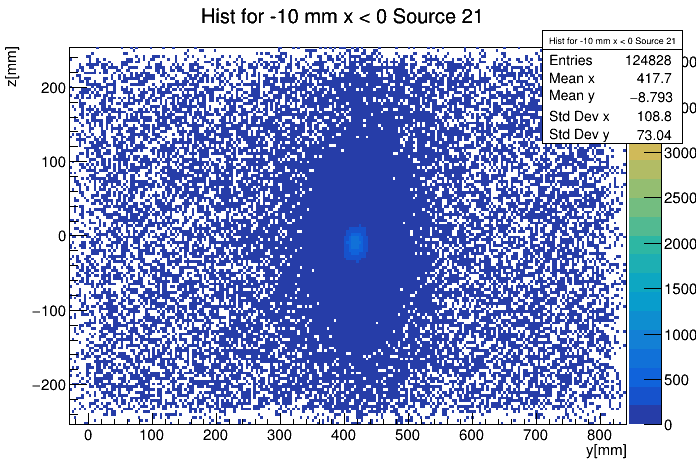 Hist for -10 mm x < 0 Source 21
Hist for -10 mm x < 0 Source 21
Entries 124828
Mean x 417.7
Mean y −8.793
Std Dev x 108.8
Std Dev y 73.04
z[mm]
200
100
0
−100
−200
0 100 200 300 400 500 600 700 800
y[mm]
3000
2500
2000
1500
1000
500
0